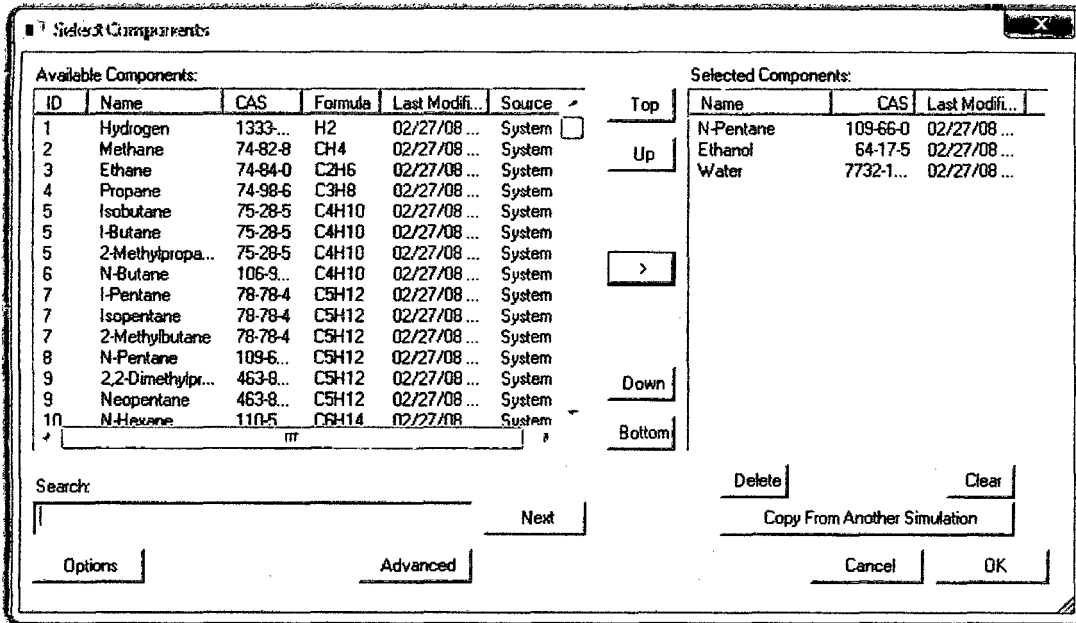 Select Components
X
Available Components:
ID Name CAS Formula Last Modifi... Source
1 Hydrogen 1333-... H2 02/27/08 ... System
2 Methane 74-82-8 CH4 02/27/08 ... System
3 Ethane 74-84-0 C2H6 02/27/08 ... System
4 Propane 74-98-6 C3H8 02/27/08 ... System
5 Isobutane 75-28-5 C4H10 02/27/08 ... System
5 I-Butane 75-28-5 C4H10 02/27/08 ... System
5 2-Methylpropa... 75-28-5 C4H10 02/27/08 ... System
6 N-Butane 106-9... C4H10 02/27/08 ... System
7 I-Pentane 78-78-4 C5H12 02/27/08 ... System
7 Isopentane 78-78-4 C5H12 02/27/08 ... System
7 2-Methylbutane 78-78-4 C5H12 02/27/08 ... System
8 N-Pentane 109-6... C5H12 02/27/08 ... System
9 2,2-Dimethylpr... 463-8... C5H12 02/27/08 ... System
9 Neopentane 463-8... C5H12 02/27/08 ... System
10 N-Hexane 110-5 C6H14 02/27/08 System
Top
Up
>
Down
Bottom
Selected Components:
Name CAS Last Modifi...
N-Pentane 109-66-0 02/27/08 ...
Ethanol 64-17-5 02/27/08 ...
Water 7732-1... 02/27/08 ...
Search:
Next
Options
Advanced
Delete
Clear
Copy From Another Simulation
Cancel
OK